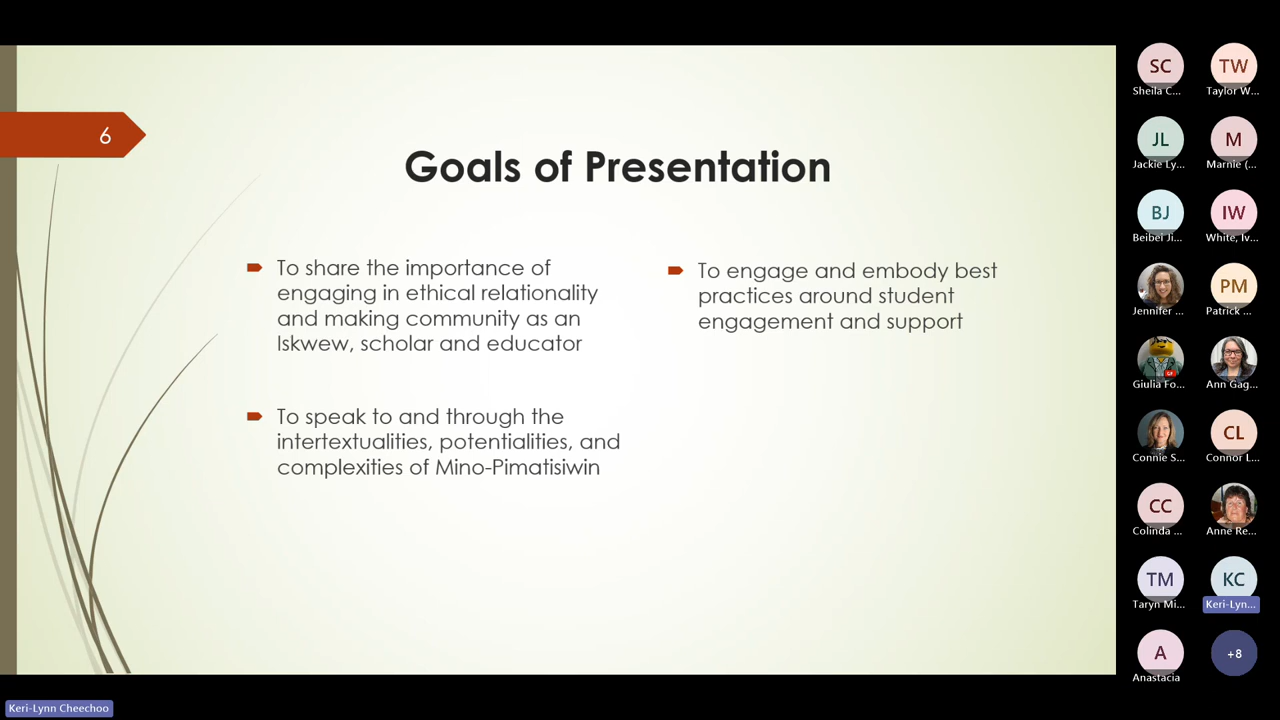 6
Goals of Presentation
To share the importance of
engaging in ethical relationality
and making community as an
Iskwew, scholar and educator
To speak to and through the
intertextualities, potentialities, and
complexities of Mino-Pimatisiwin
To engage and embody best
practices around student
engagement and support
SC
Sheila C...
TW
Taylor W...
JL
Jackie Ly...
M
Marnie (...
BJ
Beibei Ji...
IW
White, Iv...
Jennifer ...
PM
Patrick ...
Giulia Fo...
Ann Gag...
Connie S...
CL
Connor L...
CC
Colinda ...
Anne Re...
TM
Taryn Mi...
KC
Keri-Lyn...
A
Anastacia
+8
Keri-Lynn Cheechoo